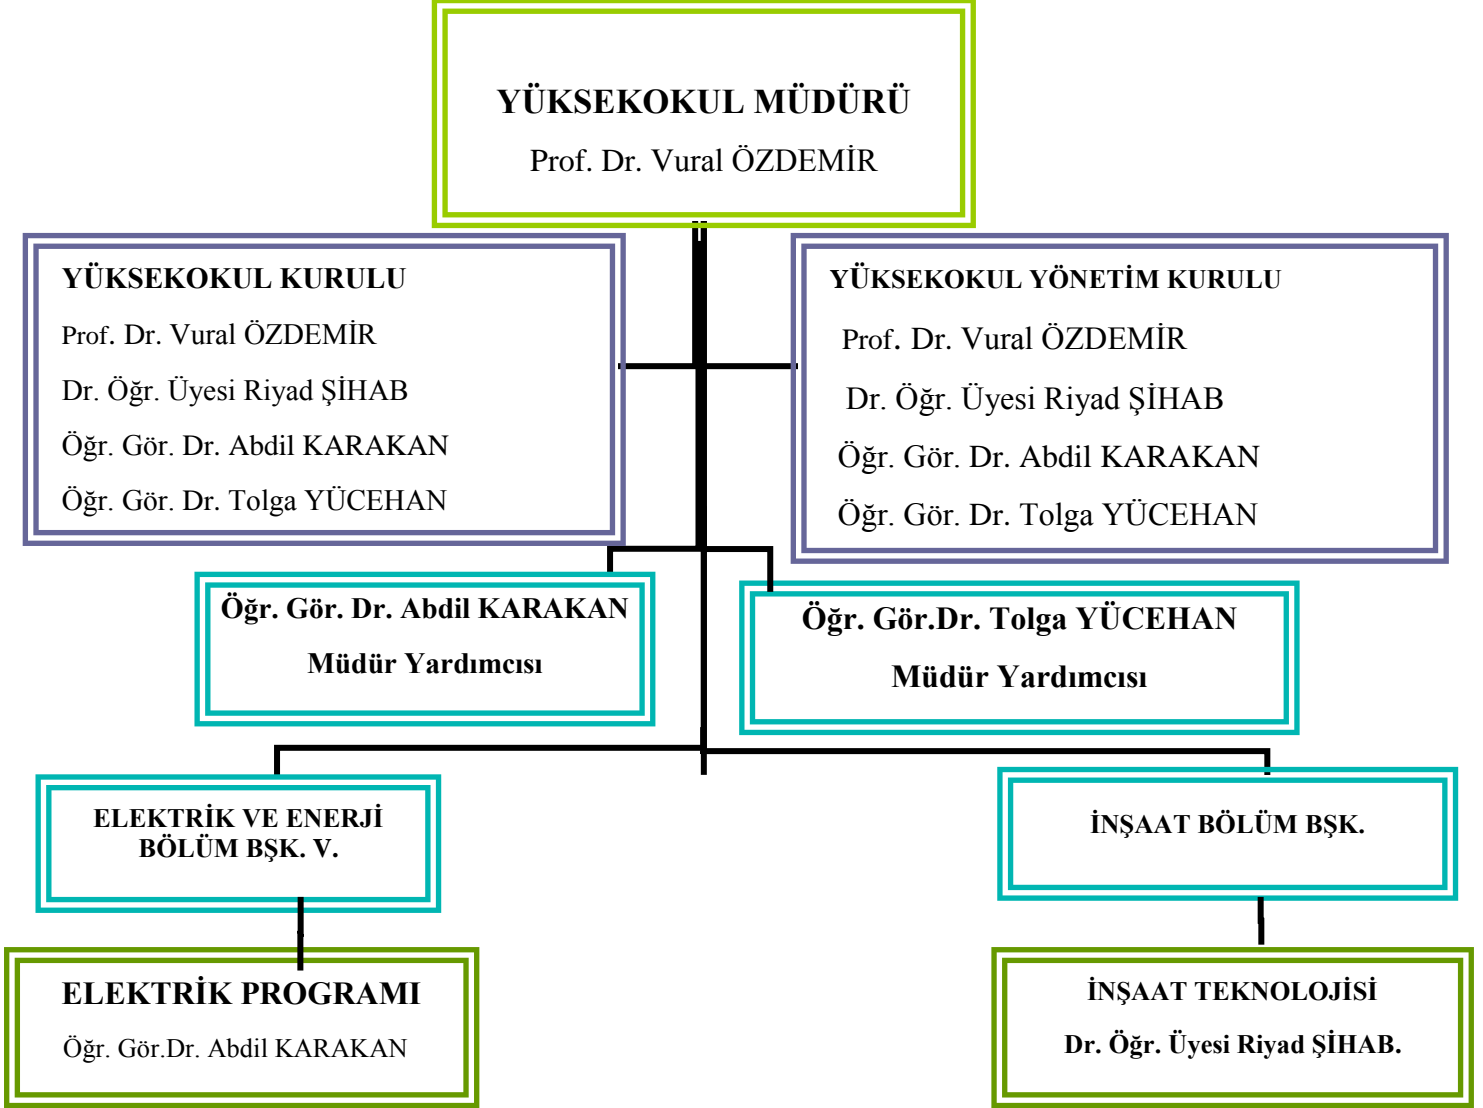 YÜKSEKOKUL MÜDÜRÜ
Prof. Dr. Vural ÖZDEMİR
YÜKSEKOKUL KURULU
Prof. Dr. Vural ÖZDEMİR
Dr. Öğr. Üyesi Riyad ŞİHAB
Öğr. Gör. Dr. Abdil KARAKAN
Öğr. Gör. Dr. Tolga YÜCEHAN
YÜKSEKOKUL YÖNETİM KURULU
Prof. Dr. Vural ÖZDEMİR
Dr. Öğr. Üyesi Riyad ŞİHAB
Öğr. Gör. Dr. Abdil KARAKAN
Öğr. Gör. Dr. Tolga YÜCEHAN
Öğr. Gör. Dr. Abdil KARAKAN
Müdür Yardımcısı
Öğr. Gör.Dr. Tolga YÜCEHAN
Müdür Yardımcısı
ELEKTRİK VE ENERJİ
BÖLÜM BŞK. V.
İNŞAAT BÖLÜM BŞK.
ELEKTRİK PROGRAMI
Öğr. Gör.Dr. Abdil KARAKAN
İNŞAAT TEKNOLOJİSİ
Dr. Öğr. Üyesi Riyad ŞİHAB.